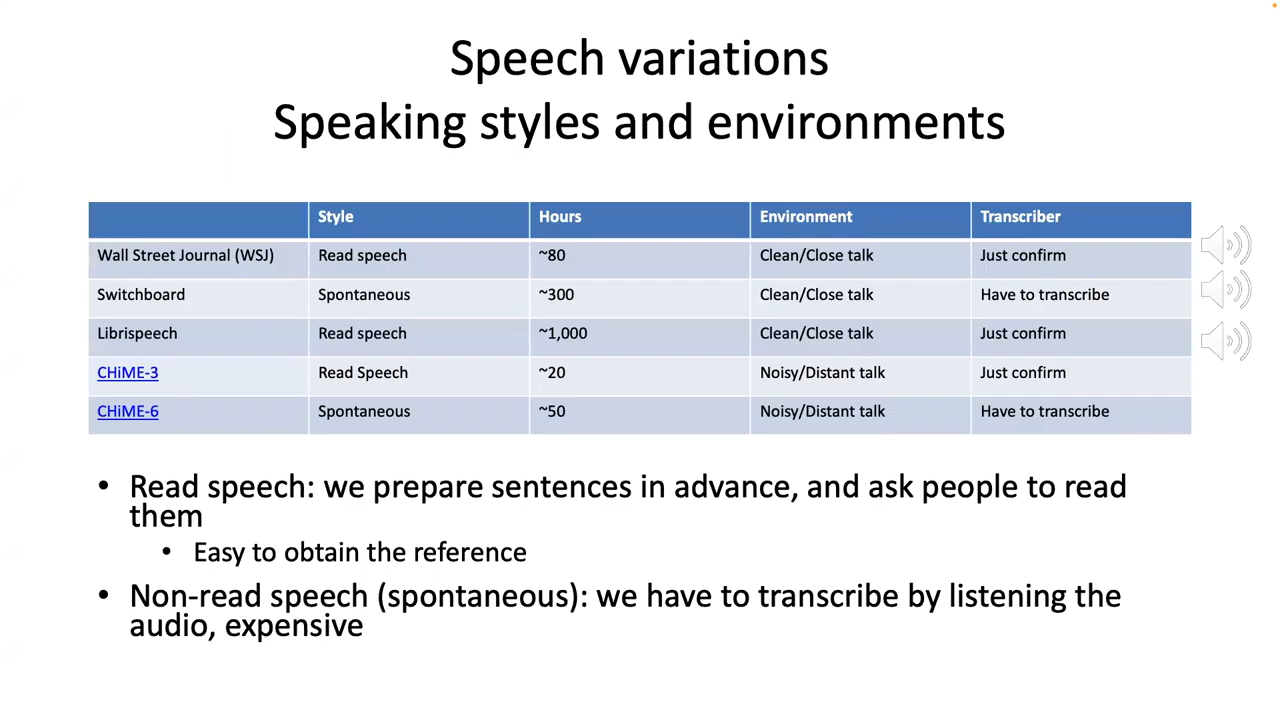 Speech variations
Speaking styles and environments
Style Hours Environment Transcriber
Wall Street Journal (WSJ) Read speech ~80 Clean/Close talk Just confirm
Switchboard Spontaneous ~300 Clean/Close talk Have to transcribe
Librispeech Read speech ~1,000 Clean/Close talk Just confirm
CHiME-3 Read Speech ~20 Noisy/Distant talk Just confirm
CHiME-6 Spontaneous ~50 Noisy/Distant talk Have to transcribe
• Read speech: we prepare sentences in advance, and ask people to read
them
• Easy to obtain the reference
• Non-read speech (spontaneous): we have to transcribe by listening the
audio, expensive